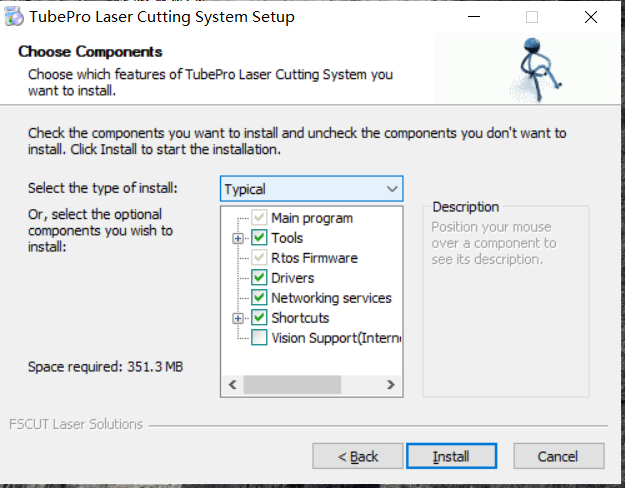 TubePro Laser Cutting System Setup
Choose Components
Choose which features of TubePro Laser Cutting System you
want to install.
Check the components you want to install and uncheck the components you don't want to
install. Click Install to start the installation.
Select the type of install:
Typical
Or, select the optional
components you wish to
install:
Main program
Tools
Rtos Firmware
Drivers
Networking services
Shortcuts
Vision Support(Intern
Description
Position your mouse
over a component to
see its description.
Space required: 351.3 MB
FSCUT Laser Solutions
< Back
Install
Cancel